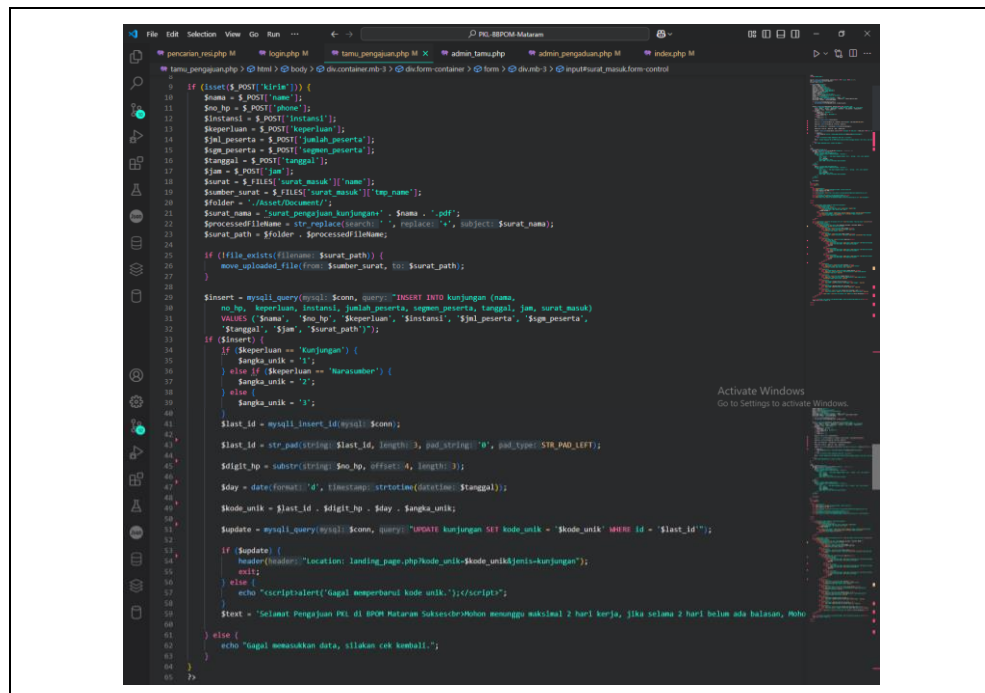 File Edit Selection View Go Run ... PKL-BBPOM-Mataram
pencarian_resi.php M login.php M tamu_pengajuan.php M admin_tamu.php admin_pengaduan.php M index.php M
tamu_pengajuan.php > html > body > div.container.mb-3 > div.form-container > form > div.mb-3 > input#surat_masuk.form-control
8
9 if (isset($_POST['kirim'])) {
10 $nama = $_POST['name'];
11 $no_hp = $_POST['phone'];
12 $instansi = $_POST['instansi'];
13 $keperluan = $_POST['keperluan'];
14 $jml_peserta = $_POST['jumlah_peserta'];
15 $sgm_peserta = $_POST['segmen_peserta'];
16 $tanggal = $_POST['tanggal'];
17 $jam = $_POST['jam'];
18 $surat = $_FILES['surat_masuk']['name'];
19 $sumber_surat = $_FILES['surat_masuk']['tmp_name'];
20 $folder = './Asset/Document/';
21 $surat_nama = 'surat_pengajuan_kunjungan+' . $nama . '.pdf';
22 $processedFileName = str_replace(search: ' ', replace: '+', subject: $surat_nama);
23 $surat_path = $folder . $processedFileName;
24
25 if (!file_exists(filename: $surat_path)) {
26 move_uploaded_file(from: $sumber_surat, to: $surat_path);
27 }
28
29 $insert = mysqli_query(mysql: $conn, query: "INSERT INTO kunjungan (nama,
30 no_hp, keperluan, instansi, jumlah_peserta, segmen_peserta, tanggal, jam, surat_masuk)
31 VALUES ('$nama', '$no_hp', '$keperluan', '$instansi', '$jml_peserta', '$sgm_peserta',
32 '$tanggal', '$jam', '$surat_path')");
33 if ($insert) {
34 if ($keperluan == 'Kunjungan') {
35 $angka_unik = '1';
36 } else if ($keperluan == 'Narasumber') {
37 $angka_unik = '2';
38 } else {
39 $angka_unik = '3';
40 }
41 $last_id = mysqli_insert_id(mysql: $conn);
42
43 $last_id = str_pad(string: $last_id, length: 3, pad_string: '0', pad_type: STR_PAD_LEFT);
44
45 $digit_hp = substr(string: $no_hp, offset: 4, length: 3);
46
47 $day = date(format: 'd', timestamp: strtotime(datetime: $tanggal));
48
49 $kode_unik = $last_id . $digit_hp . $day . $angka_unik;
50
51 $update = mysqli_query(mysql: $conn, query: "UPDATE kunjungan SET kode_unik = '$kode_unik' WHERE id = '$last_id'");
52
53 if ($update) {
54 header(header: "Location: landing_page.php?kode_unik=$kode_unik&jenis=kunjungan");
55 exit;
56 } else {
57 echo "<script>alert('Gagal memperbarui kode unik.');</script>";
58 }
59 $text = 'Selamat Pengajuan PKL di BPOM Mataram Sukses<br>Mohon menunggu maksimal 2 hari kerja, jika selama 2 hari belum ada balasan, Moho
60
61 } else {
62 echo "Gagal memasukkan data, silakan cek kembali.";
63 }
64 }
65 ?>
Activate Windows
Go to Settings to activate Windows.